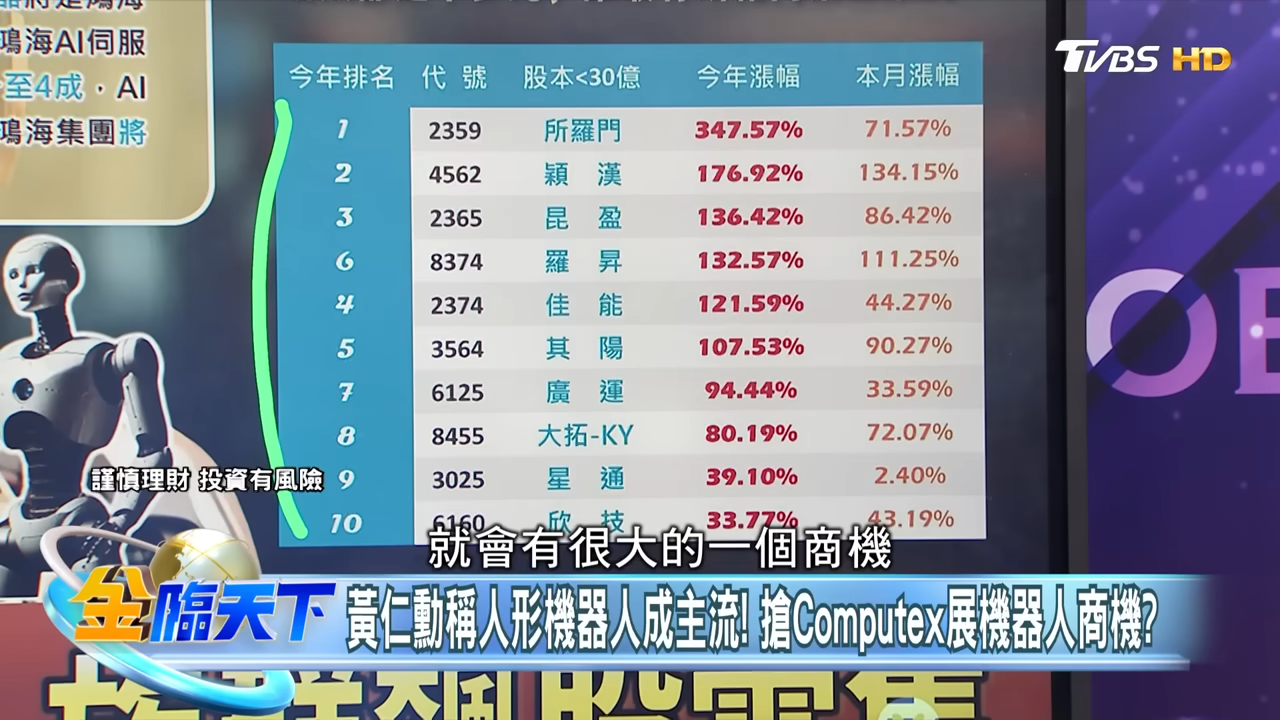 器將是鴻海
鴻海AI伺服
至4成．AI
鴻海集團將
TVBS HD
今年排名 代號 股本<30億 今年漲幅 本月漲幅
1 2359 所羅門 347.57% 71.57%
2 4562 穎漢 176.92% 134.15%
3 2365 昆盈 136.42% 86.42%
6 8374 羅昇 132.57% 111.25%
4 2374 佳能 121.59% 44.27%
5 3564 其陽 107.53% 90.27%
7 6125 廣運 94.44% 33.59%
8 8455 大拓-KY 80.19% 72.07%
9 3025 星通 39.10% 2.40%
10 6160 欣技 33.77% 43.19%
謹慎理財 投資有風險
就會有很大的一個商機
金臨天下
黃仁勳稱人形機器人成主流! 搶Computex展機器人商機?